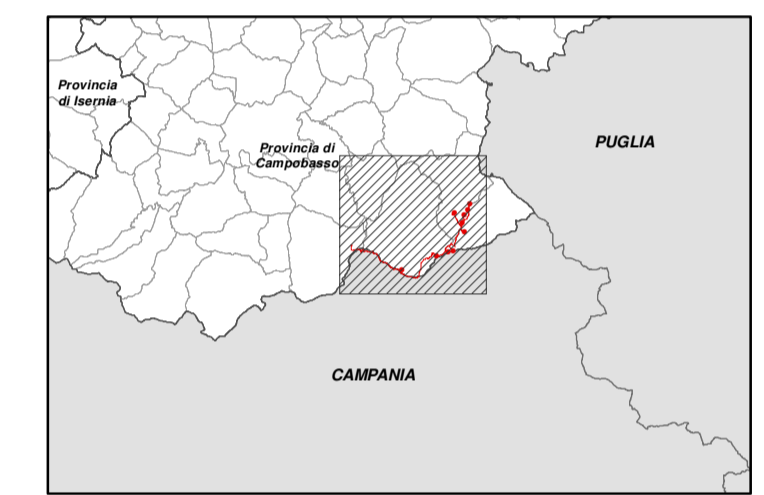 Provincia
di Isernia
PUGLIA
Provincia di
Campobasso
CAMPANIA